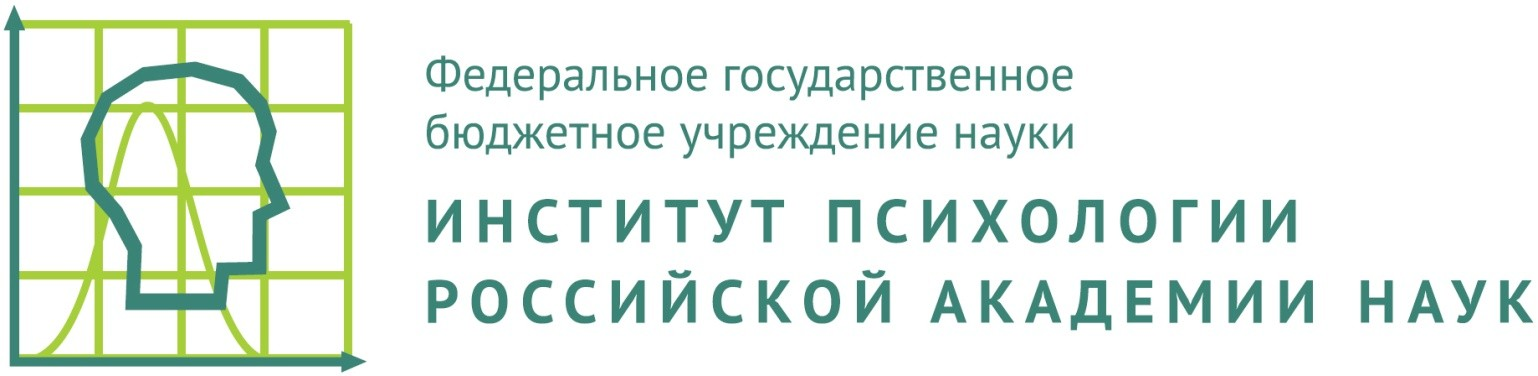 Федеральное государственное
бюджетное учреждение науки
ИНСТИТУТ ПСИХОЛОГИИ
РОССИЙСКОЙ АКАДЕМИИ НАУК